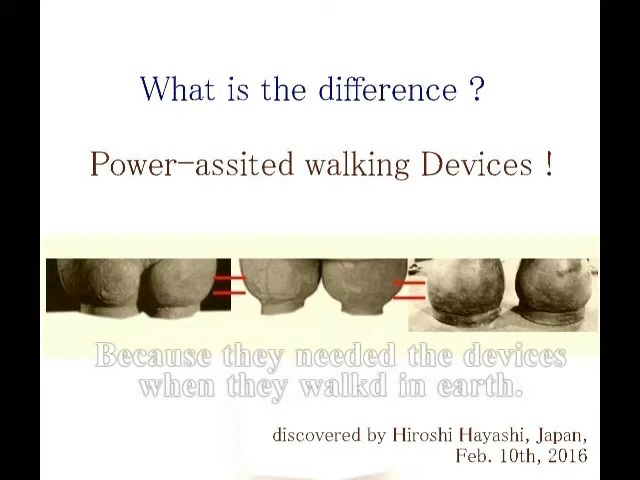 What is the difference ?
Power-assited walking Devices !
Because they needed the devices
when they walkd in earth.
discovered by Hiroshi Hayashi, Japan,
Feb. 10th, 2016